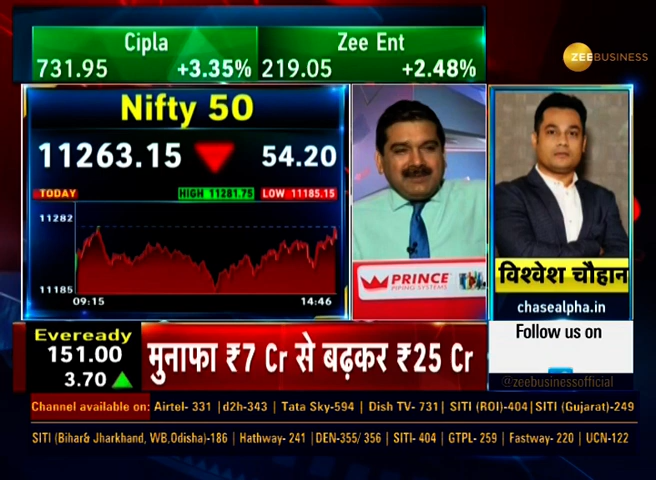 Cipla
731.95 +3.35%
Zee Ent
219.05 +2.48%
ZEE BUSINESS
Nifty 50
11263.15 54.20
TODAY
HIGH 11281.75 LOW 11185.15
11282
11185
09:15 14:46
PRINCE
PIPING SYSTEMS
विश्वेश चौहान
chasealpha.in
Follow us on
@zeebusinessofficial
Eveready
151.00
3.70
मुनाफा ₹7 Cr से बढ़कर ₹25 Cr
Channel available on: Airtel- 331 |d2h-343 | Tata Sky-594 | Dish TV- 731| SITI (ROI)-404|SITI (Gujarat)-249
SITI (Bihar& Jharkhand, WB,Odisha)-186 | Hathway- 241 |DEN-355/ 356 | SITI- 404 | GTPL- 259 | Fastway- 220 | UCN-122